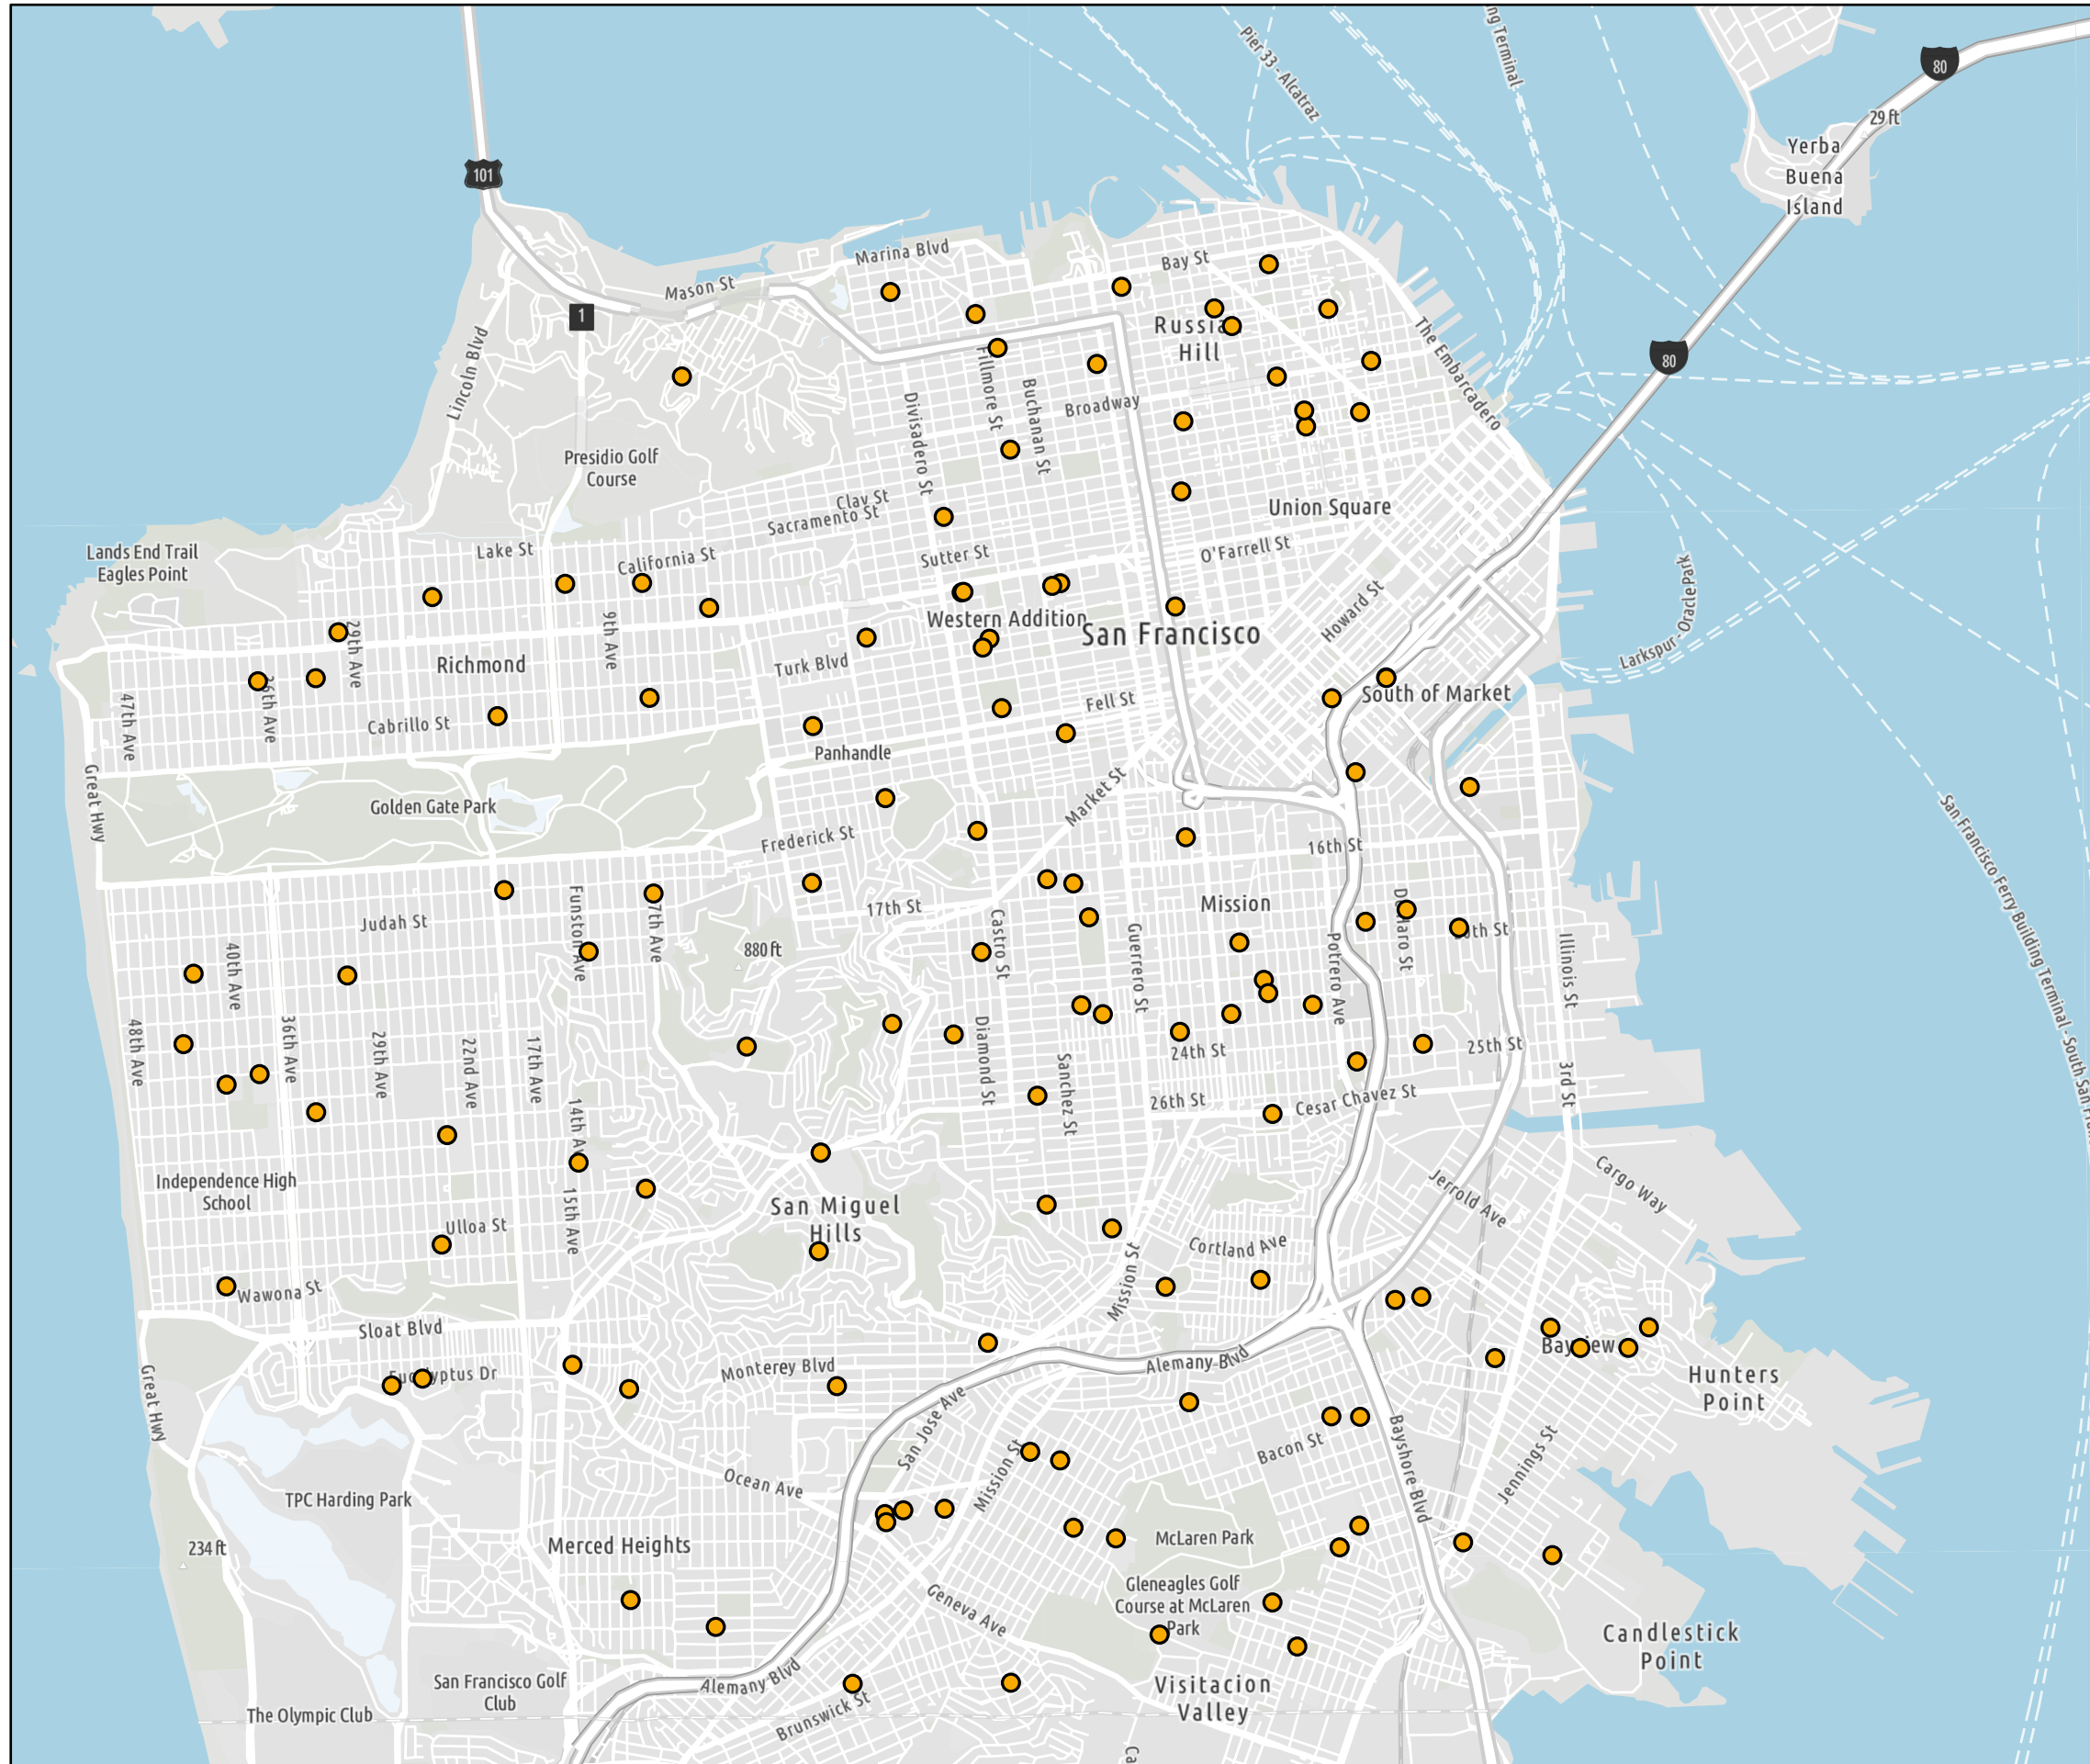 ng Terminal
Pier 33 - Alcatraz
80
29 ft
Yerba
Buena
Island
101
Marina Blvd
Bay St
Mason St
1
Russia
Hill
The Embarcadero
80
Lincoln Blvd
Fillmore St
Buchanan St
Divisadero St
Broadway
Presidio Golf
Course
Clay St
Sacramento St
Union Square
Lands End Trail
Eagles Point
Lake St
California St
Sutter St
O'Farrell St
Howard St
Larkspur - Oracle Park
Western Addition
San Francisco
29th Ave
9th Ave
Richmond
Turk Blvd
South of Market
47th Ave
36th Ave
Cabrillo St
Fell St
Panhandle
Great Hwy
Golden Gate Park
Market St
Frederick St
16th St
San Francisco Ferry Building Terminal - South San Fran
Judah St
17th St
Mission
Funston Ave
7th Ave
880 ft
Castro St
Guerrero St
Potrero Ave
De Haro St
20th St
Illinois St
40th Ave
48th Ave
36th Ave
29th Ave
22nd Ave
17th Ave
Diamond St
Sanchez St
24th St
25th St
3rd St
14th Av
26th St
Cesar Chavez St
Independence High
School
15th Ave
San Miguel
Hills
Jerrold Ave
Cargo Way
Ulloa St
Cortland Ave
Mission St
Wawona St
Sloat Blvd
Eucalyptus Dr
Monterey Blvd
Alemany Blvd
Bayview
Hunters
Point
Great Hwy
San Jose Ave
Bacon St
Bayshore Blvd
Jennings St
Ocean Ave
Mission St
TPC Harding Park
Merced Heights
McLaren Park
234 ft
Gleneagles Golf
Course at McLaren
Park
Geneva Ave
Candlestick
Point
San Francisco Golf
Club
Alemany Blvd
Visitacion
Valley
The Olympic Club
Brunswick St
Ca